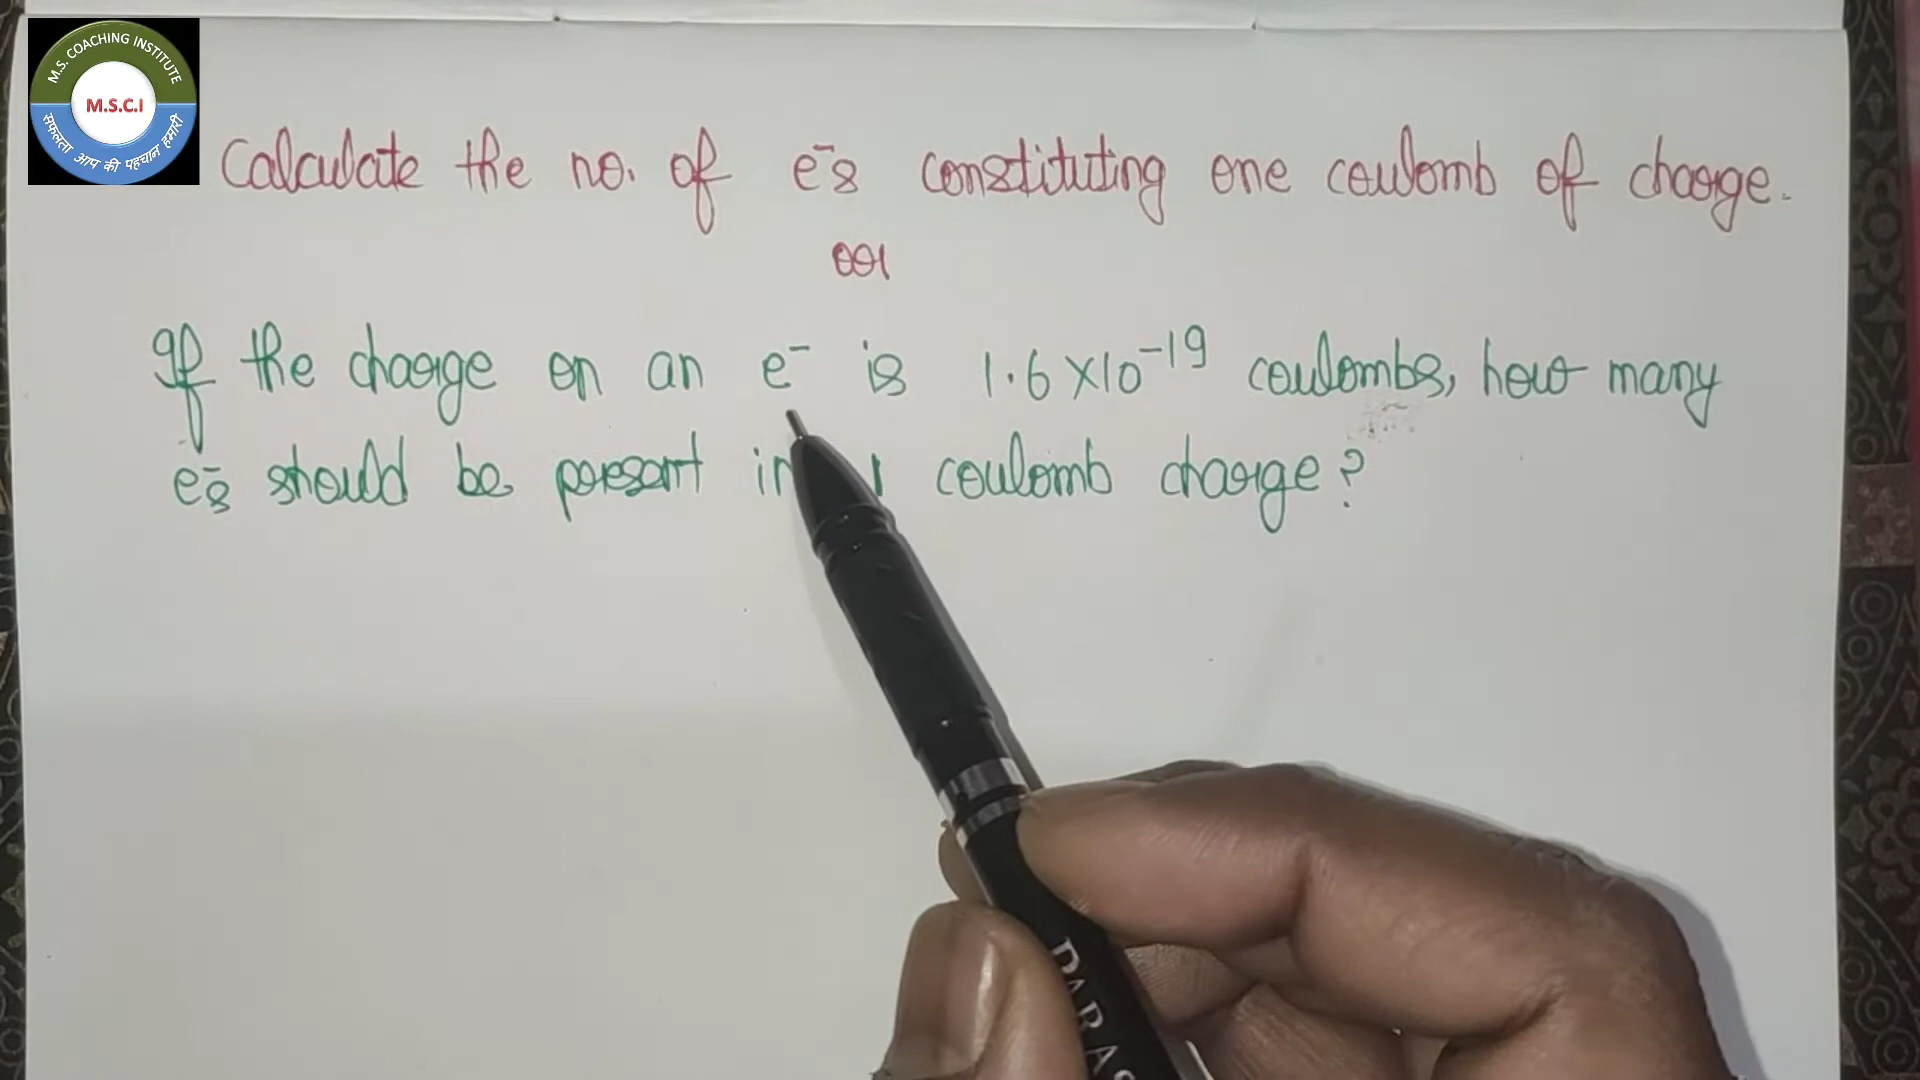 M.S. COACHING INSTITUTE
M.S.C.I
सफलता आप की पहचान हमारी
Calculate the no. of e⁻s constituting one coulomb of charge.
or
If the charge on an e⁻ is 1.6×10⁻¹⁹ coulombs, how many
e⁻s should be present in 1 coulomb charge?
PARAS